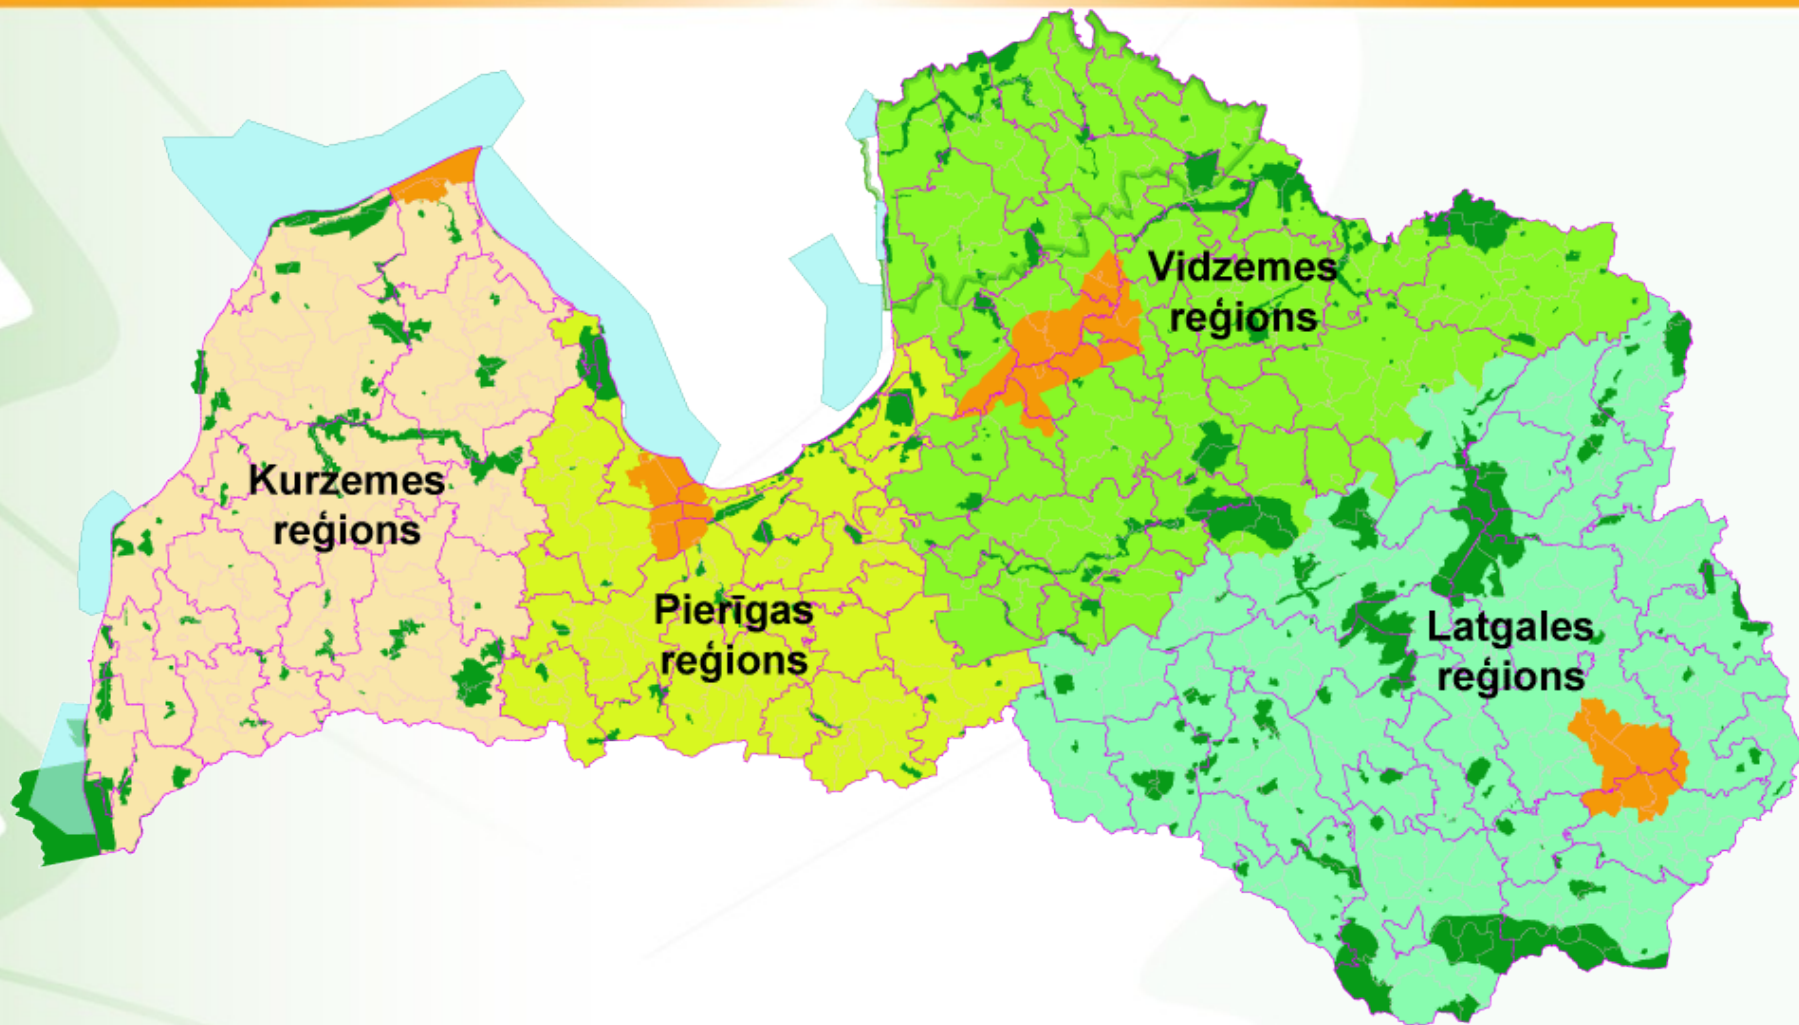 Vidzemes
reģions
Kurzemes
reģions
Pierīgas
reģions
Latgales
reģions